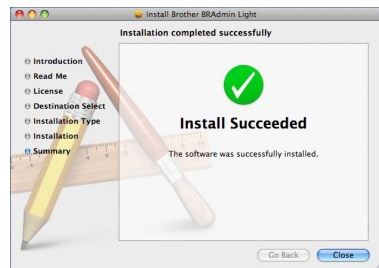 Install Brother BRAdmin Light
Installation completed successfully
Introduction
Read Me
License
Destination Select
Installation Type
Installation
Summary
Install Succeeded
The software was successfully installed.
Go Back
Close